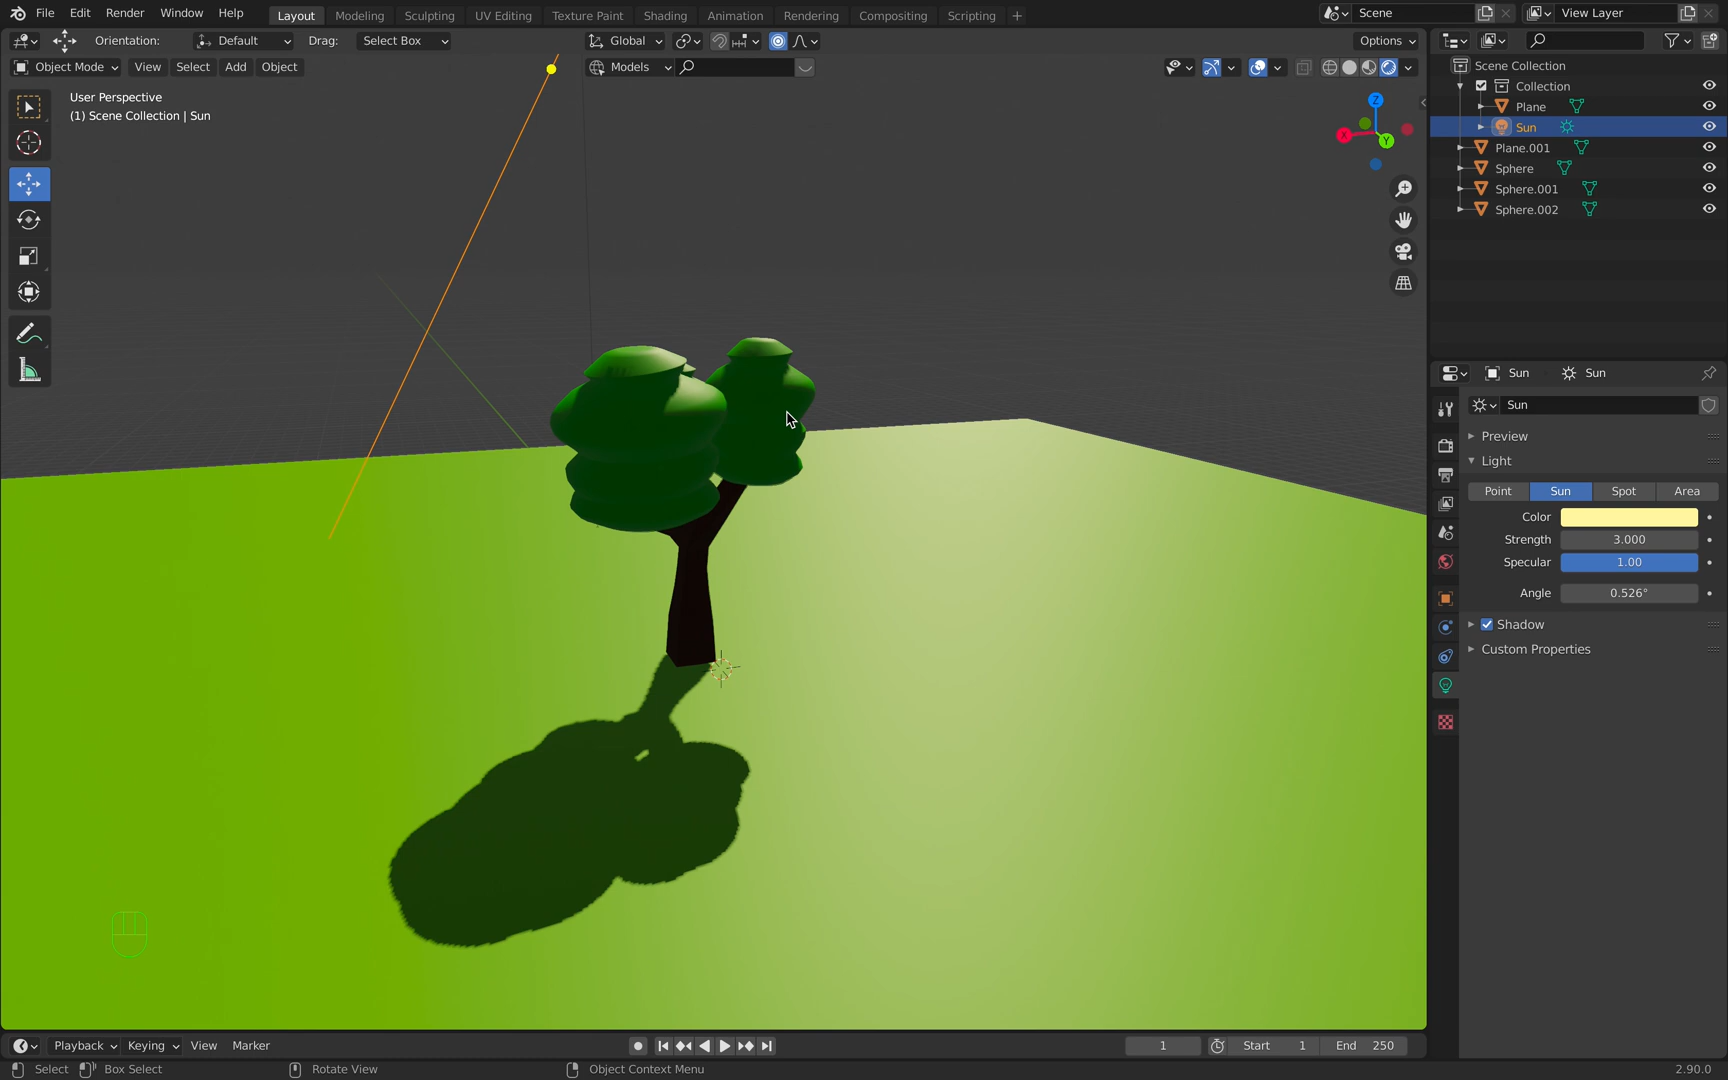 File Edit Render Window Help Layout Modeling Sculpting UV Editing Texture Paint Shading Animation Rendering Compositing Scripting + Scene View Layer
Orientation: Default Drag: Select Box Global Options
Object Mode View Select Add Object Models
User Perspective
(1) Scene Collection | Sun
Z
X
Y
Scene Collection
Collection
Plane
Sun
Plane.001
Sphere
Sphere.001
Sphere.002
Sun Sun
Sun
Preview
Light
Point Sun Spot Area
Color
Strength 3.000
Specular 1.00
Angle 0.526°
Shadow
Custom Properties
Playback Keying View Marker 1 Start 1 End 250
Select Box Select Rotate View Object Context Menu 2.90.0